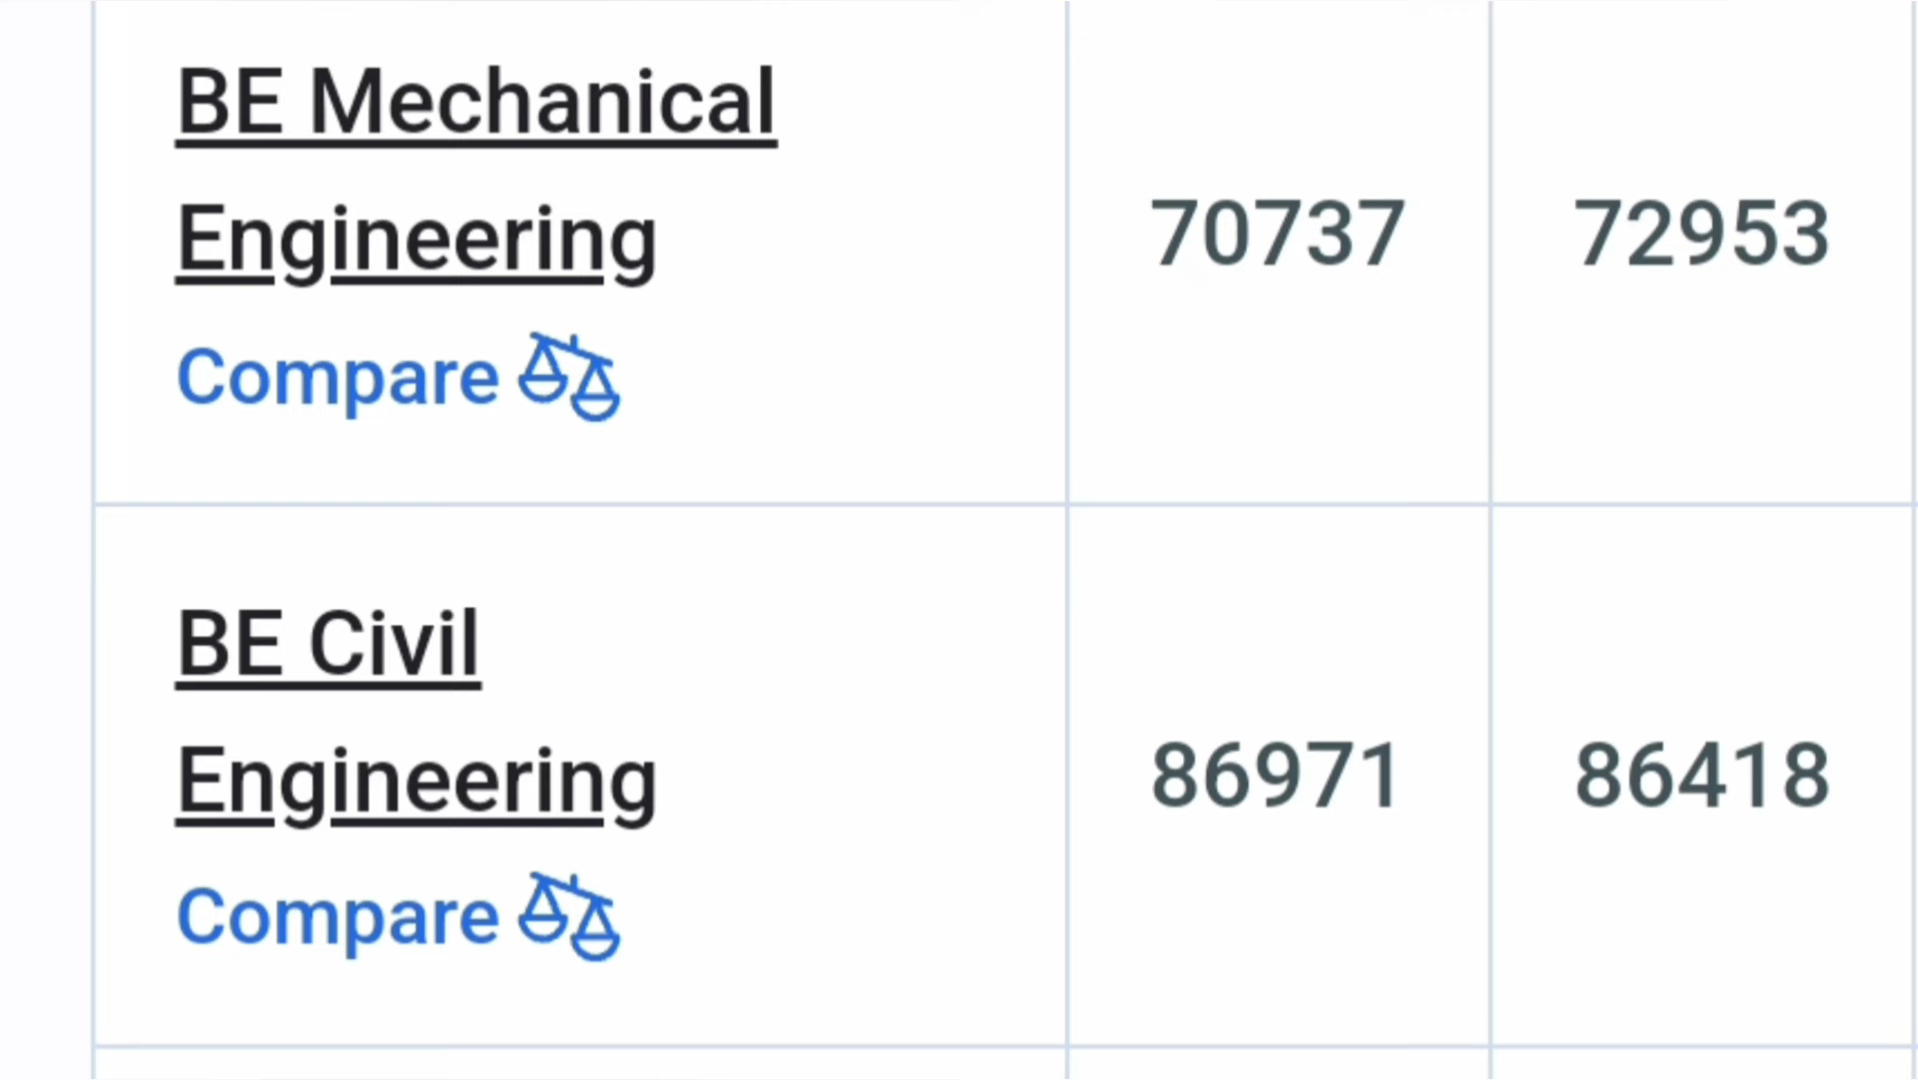 BE Mechanical
Engineering
Compare
70737
72953
BE Civil
Engineering
Compare
86971
86418